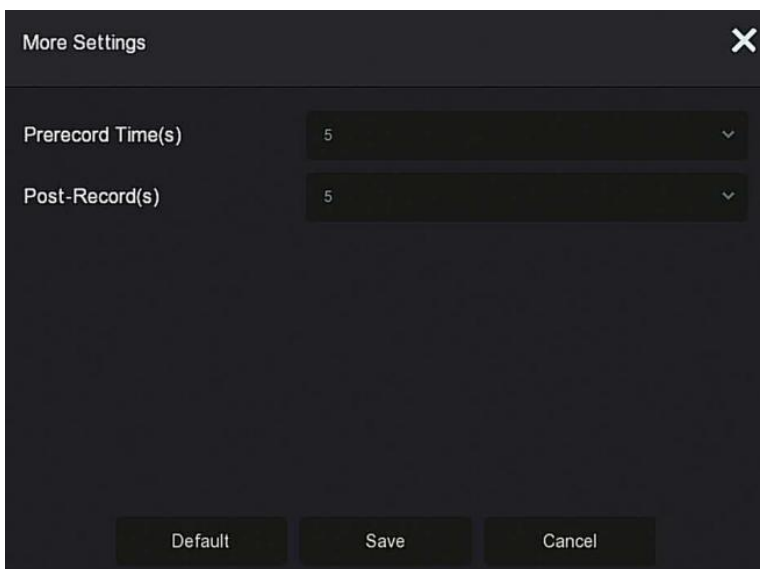 More Settings
Prerecord Time(s) 5
Post-Record(s) 5
Default Save Cancel